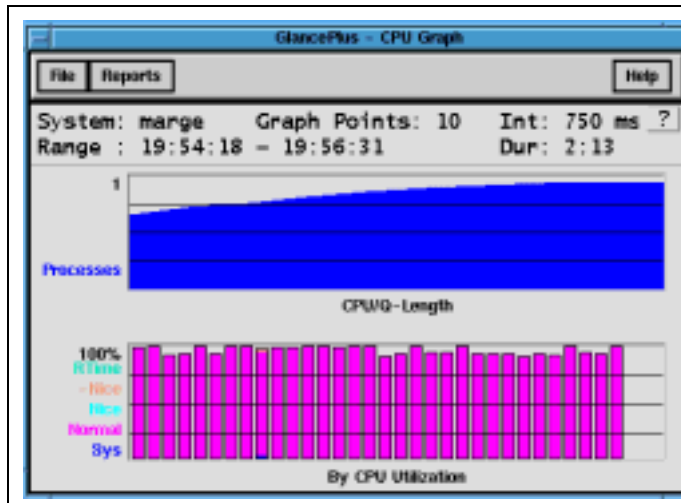 GlancePlus - CPU Graph
File Reports Help
System: marge Graph Points: 10 Int: 750 ms ?
Range : 19:54:18 - 19:56:31 Dur: 2:13
1
Processes
CPU/Q-Length
100%
RTime
-Nice
Nice
Normal
Sys
By CPU Utilization